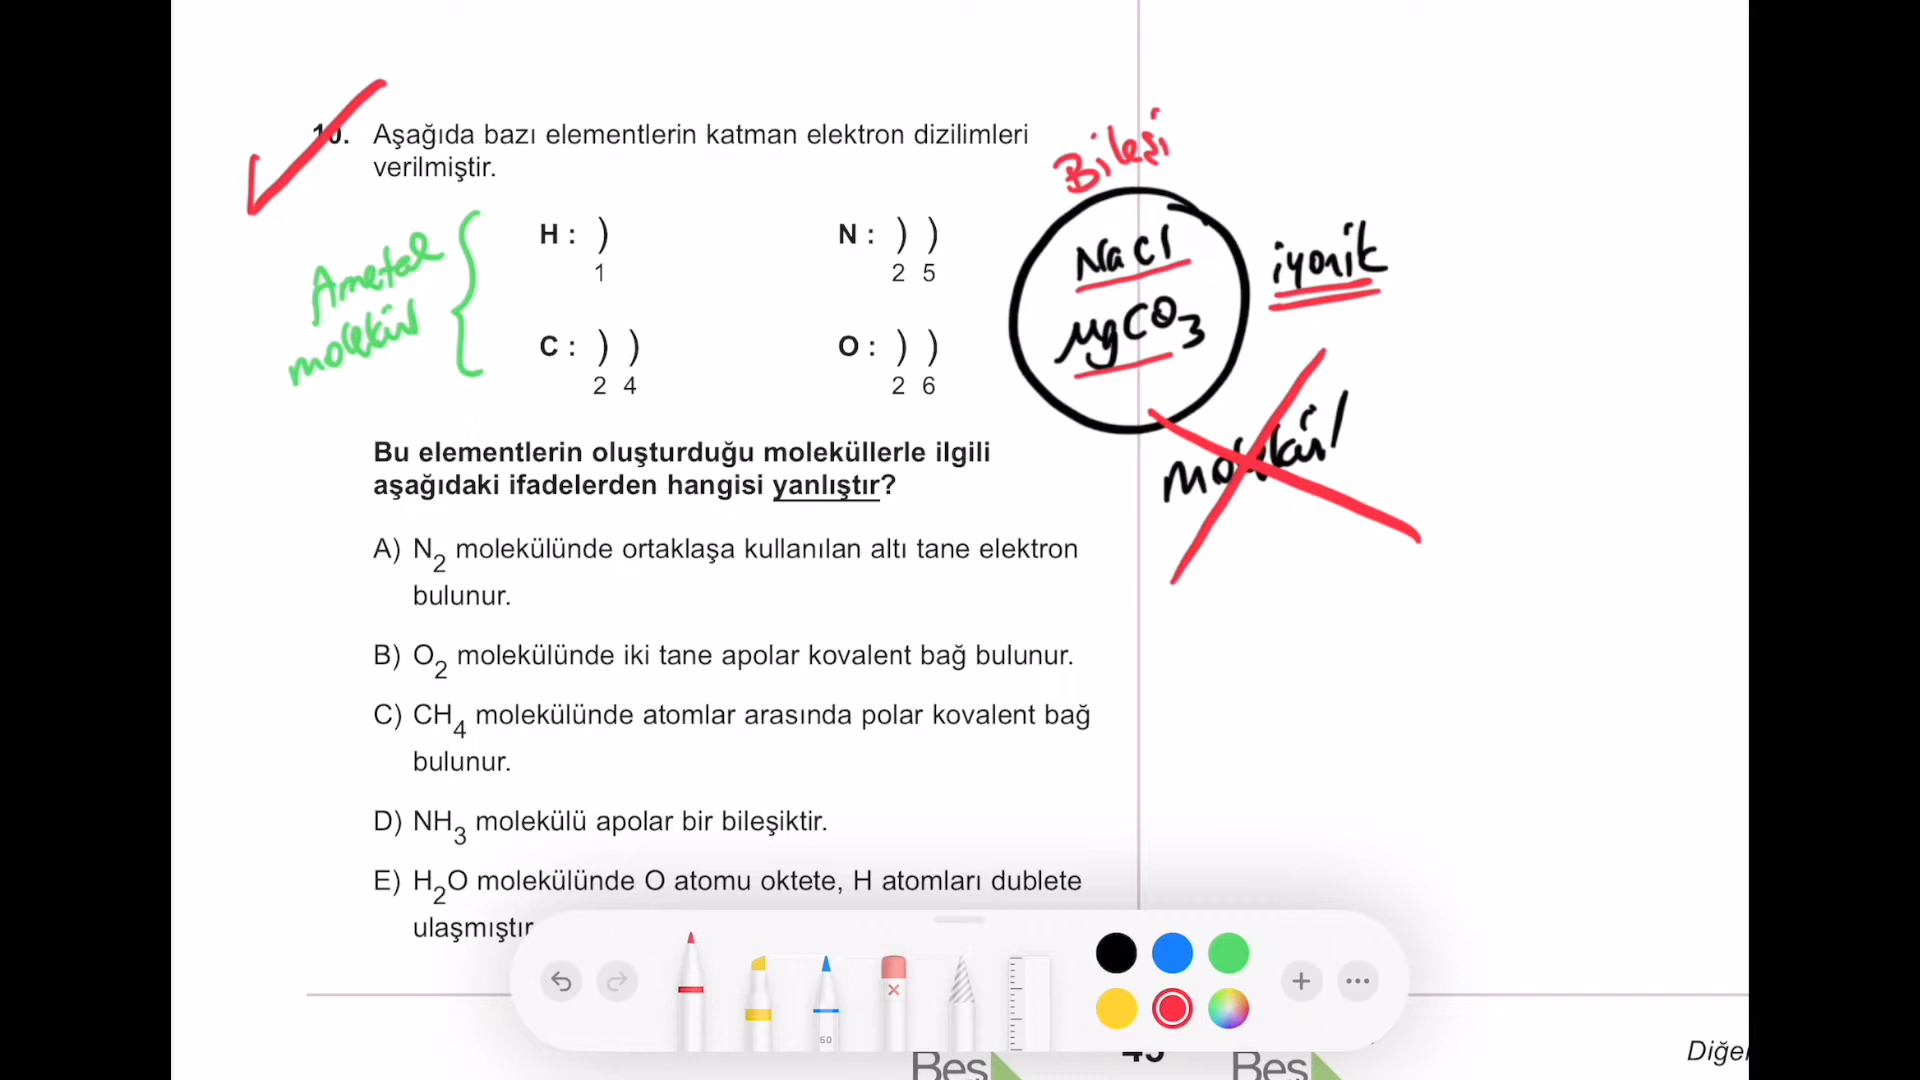 10. Aşağıda bazı elementlerin katman elektron dizilimleri
verilmiştir.
Ametal
molekül
H : )
1
N : ) )
2 5
C : ) )
2 4
O : ) )
2 6
Bileşi
NaCl
MgCO3
iyonik
molekül
Bu elementlerin oluşturduğu moleküllerle ilgili
aşağıdaki ifadelerden hangisi yanlıştır?
A) N2 molekülünde ortaklaşa kullanılan altı tane elektron
bulunur.
B) O2 molekülünde iki tane apolar kovalent bağ bulunur.
C) CH4 molekülünde atomlar arasında polar kovalent bağ
bulunur.
D) NH3 molekülü apolar bir bileşiktir.
E) H2O molekülünde O atomu oktete, H atomları dublete
ulaşmıştır
50
Diğer